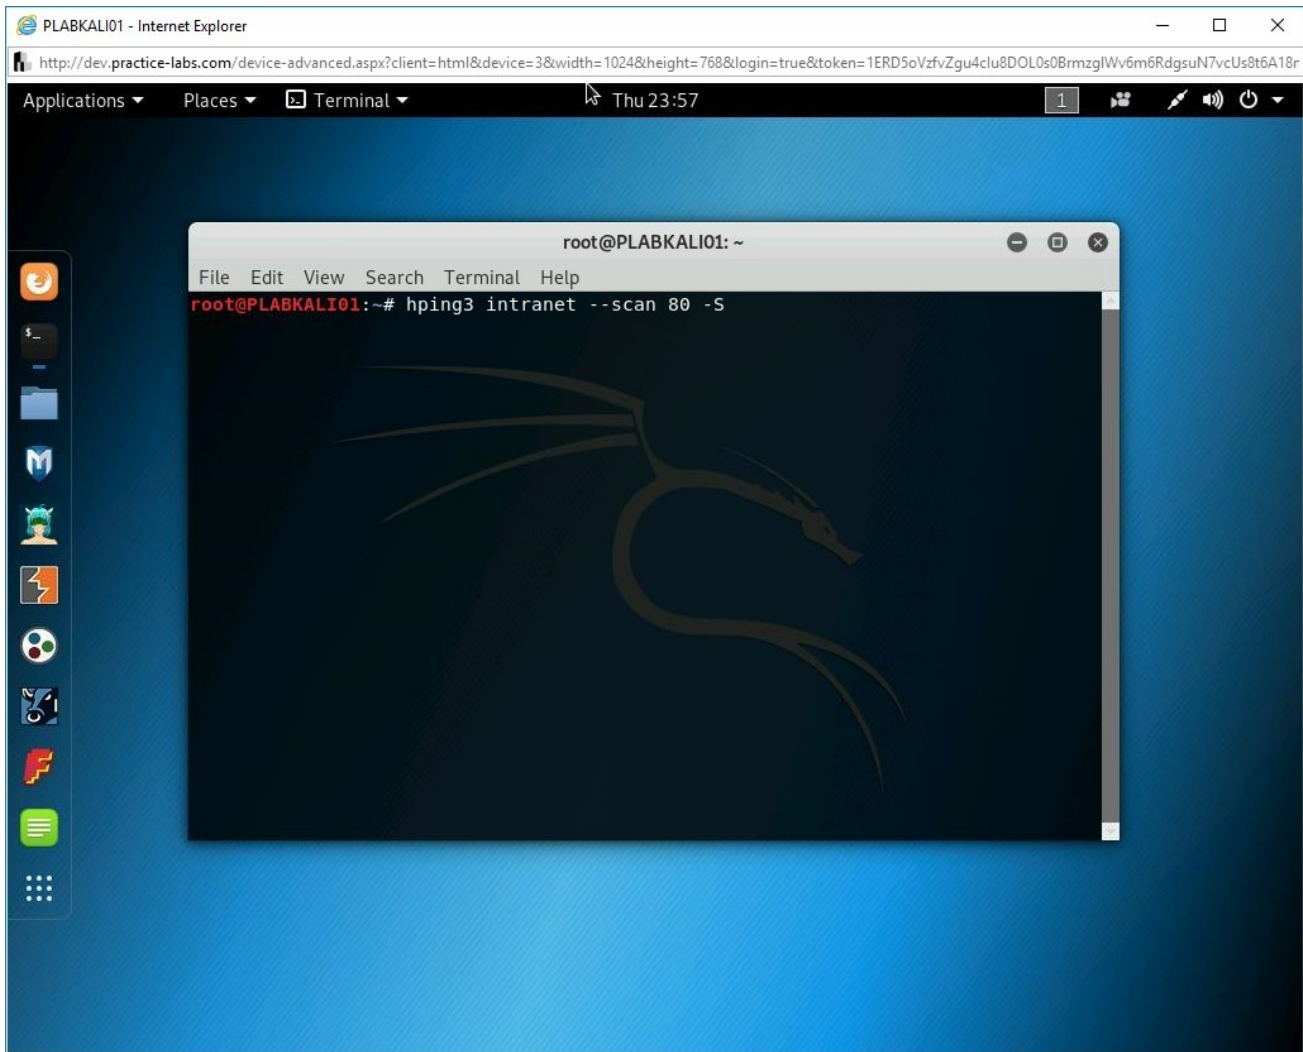 PLABKALI01 - Internet Explorer
http://dev.practice-labs.com/device-advanced.aspx?client=html&device=3&width=1024&height=768&login=true&token=1ERD5oVzfvZgu4clu8DOL0s0BrmzglWv6m6RdgsuN7vcUs8t6A18r
Applications Places Terminal Thu 23:57 1
root@PLABKALI01: ~
File Edit View Search Terminal Help
root@PLABKALI01:~# hping3 intranet --scan 80 -S
$_